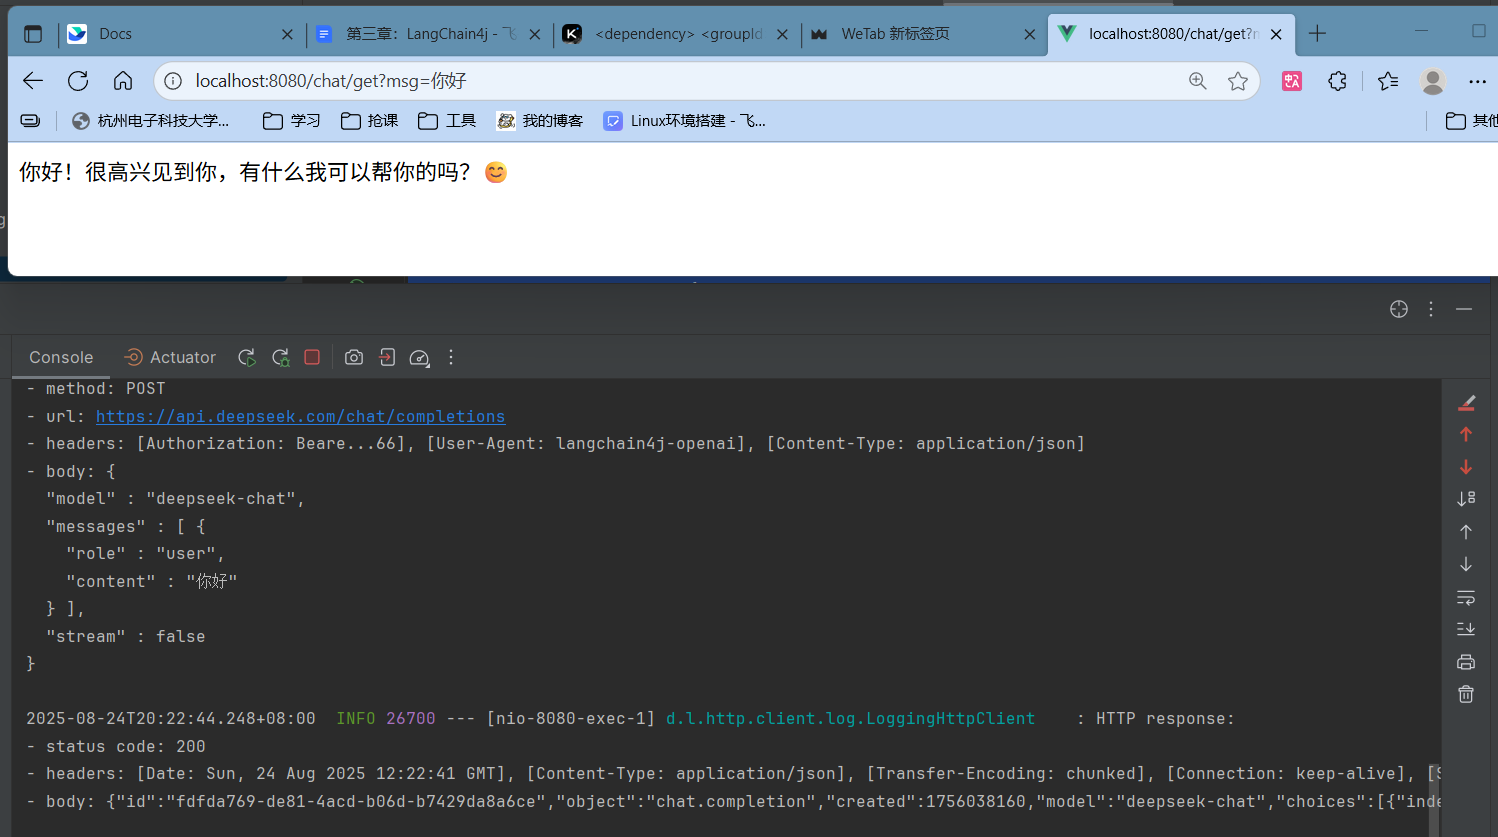 Docs
第三章：LangChain4j - 飞
<dependency> <groupId
WeTab 新标签页
localhost:8080/chat/get?n
localhost:8080/chat/get?msg=你好
杭州电子科技大学...
学习
抢课
工具
我的博客
Linux环境搭建 - 飞...
其他
你好！很高兴见到你，有什么我可以帮你的吗？😊
Console
Actuator
- method: POST
- url: https://api.deepseek.com/chat/completions
- headers: [Authorization: Beare...66], [User-Agent: langchain4j-openai], [Content-Type: application/json]
- body: {
"model" : "deepseek-chat",
"messages" : [ {
"role" : "user",
"content" : "你好"
} ],
"stream" : false
}
2025-08-24T20:22:44.248+08:00 INFO 26700 --- [nio-8080-exec-1] d.l.http.client.log.LoggingHttpClient : HTTP response:
- status code: 200
- headers: [Date: Sun, 24 Aug 2025 12:22:41 GMT], [Content-Type: application/json], [Transfer-Encoding: chunked], [Connection: keep-alive], [S
- body: {"id":"fdfda769-de81-4acd-b06d-b7429da8a6ce","object":"chat.completion","created":1756038160,"model":"deepseek-chat","choices":[{"inde